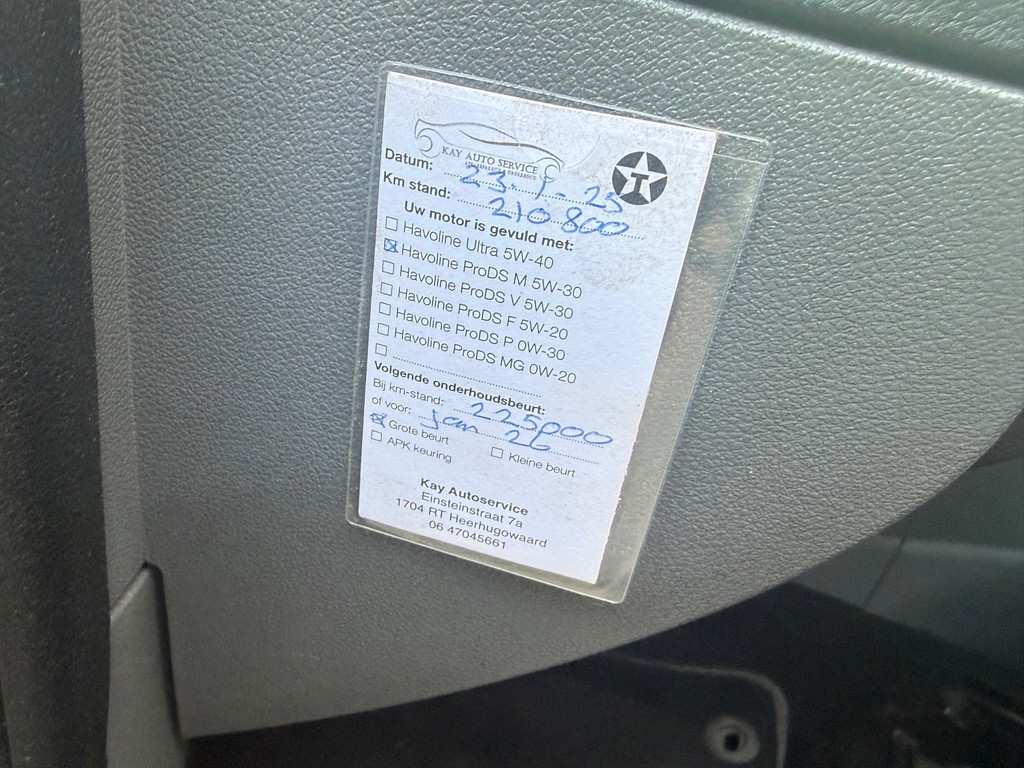 KAY AUTO SERVICE
T
Datum: 23-1-25
Km stand: 210 800
Uw motor is gevuld met:
Havoline Ultra 5W-40
Havoline ProDS M 5W-30
Havoline ProDS V 5W-30
Havoline ProDS F 5W-20
Havoline ProDS P 0W-30
Havoline ProDS MG 0W-20
Volgende onderhoudsbeurt:
Bij km-stand: 225000
of voor: Jan 26
Grote beurt Kleine beurt
APK keuring
Kay Autoservice
Einsteinstraat 7a
1704 RT Heerhugowaard
06 47045661